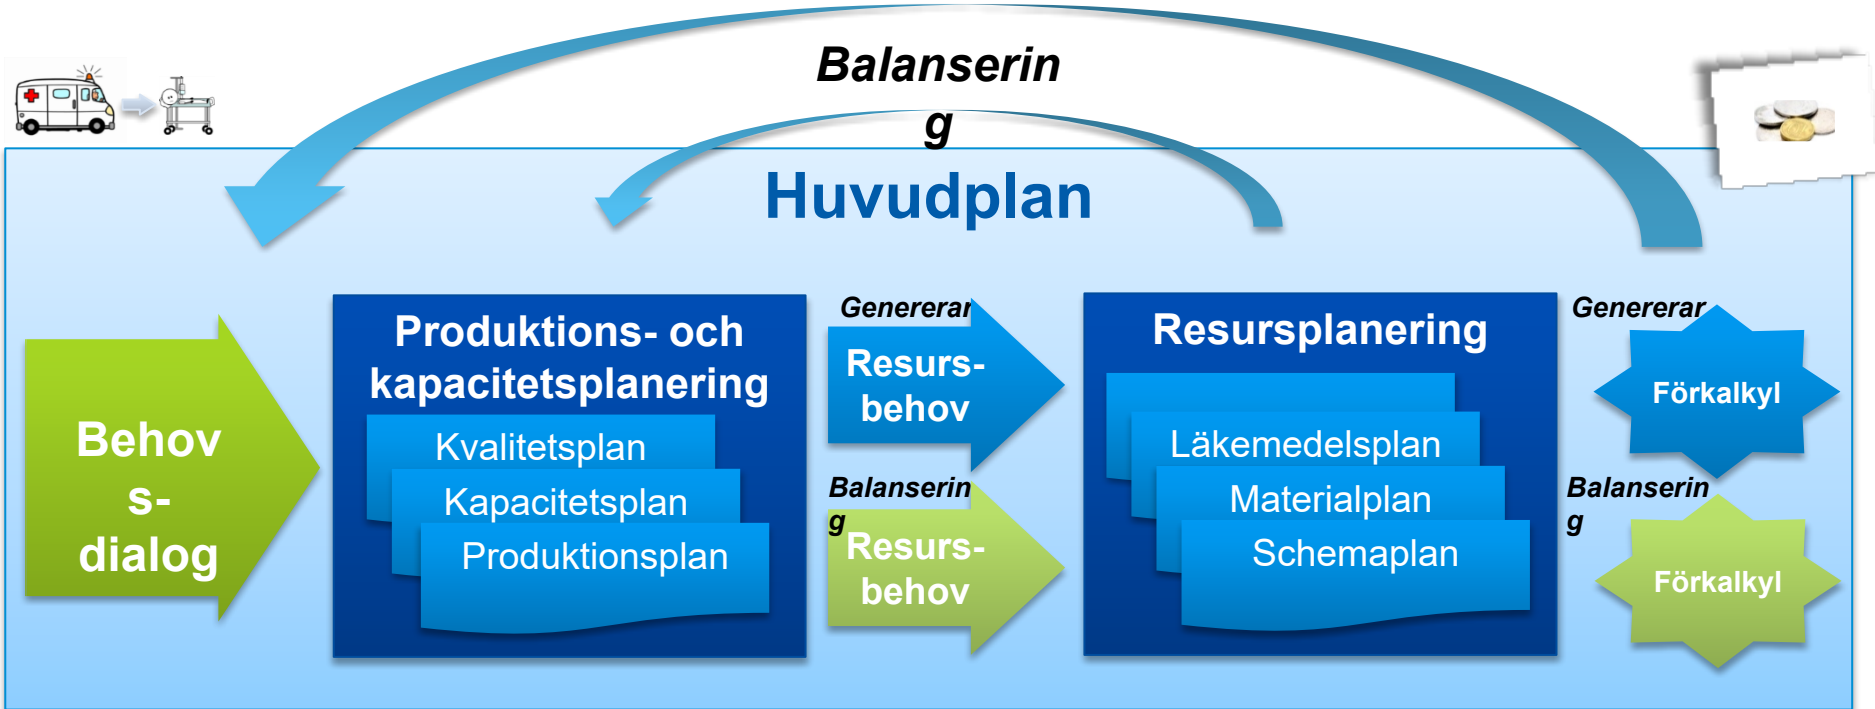 Balanserin
g
Huvudplan
Behov
s-
dialog
Produktions- och
kapacitetsplanering
Kvalitetsplan
Kapacitetsplan
Produktionsplan
Genererar
Resurs-
behov
Balanserin
g
Resurs-
behov
Resursplanering
Läkemedelsplan
Materialplan
Schemaplan
Genererar
Förkalkyl
Balanserin
g
Förkalkyl